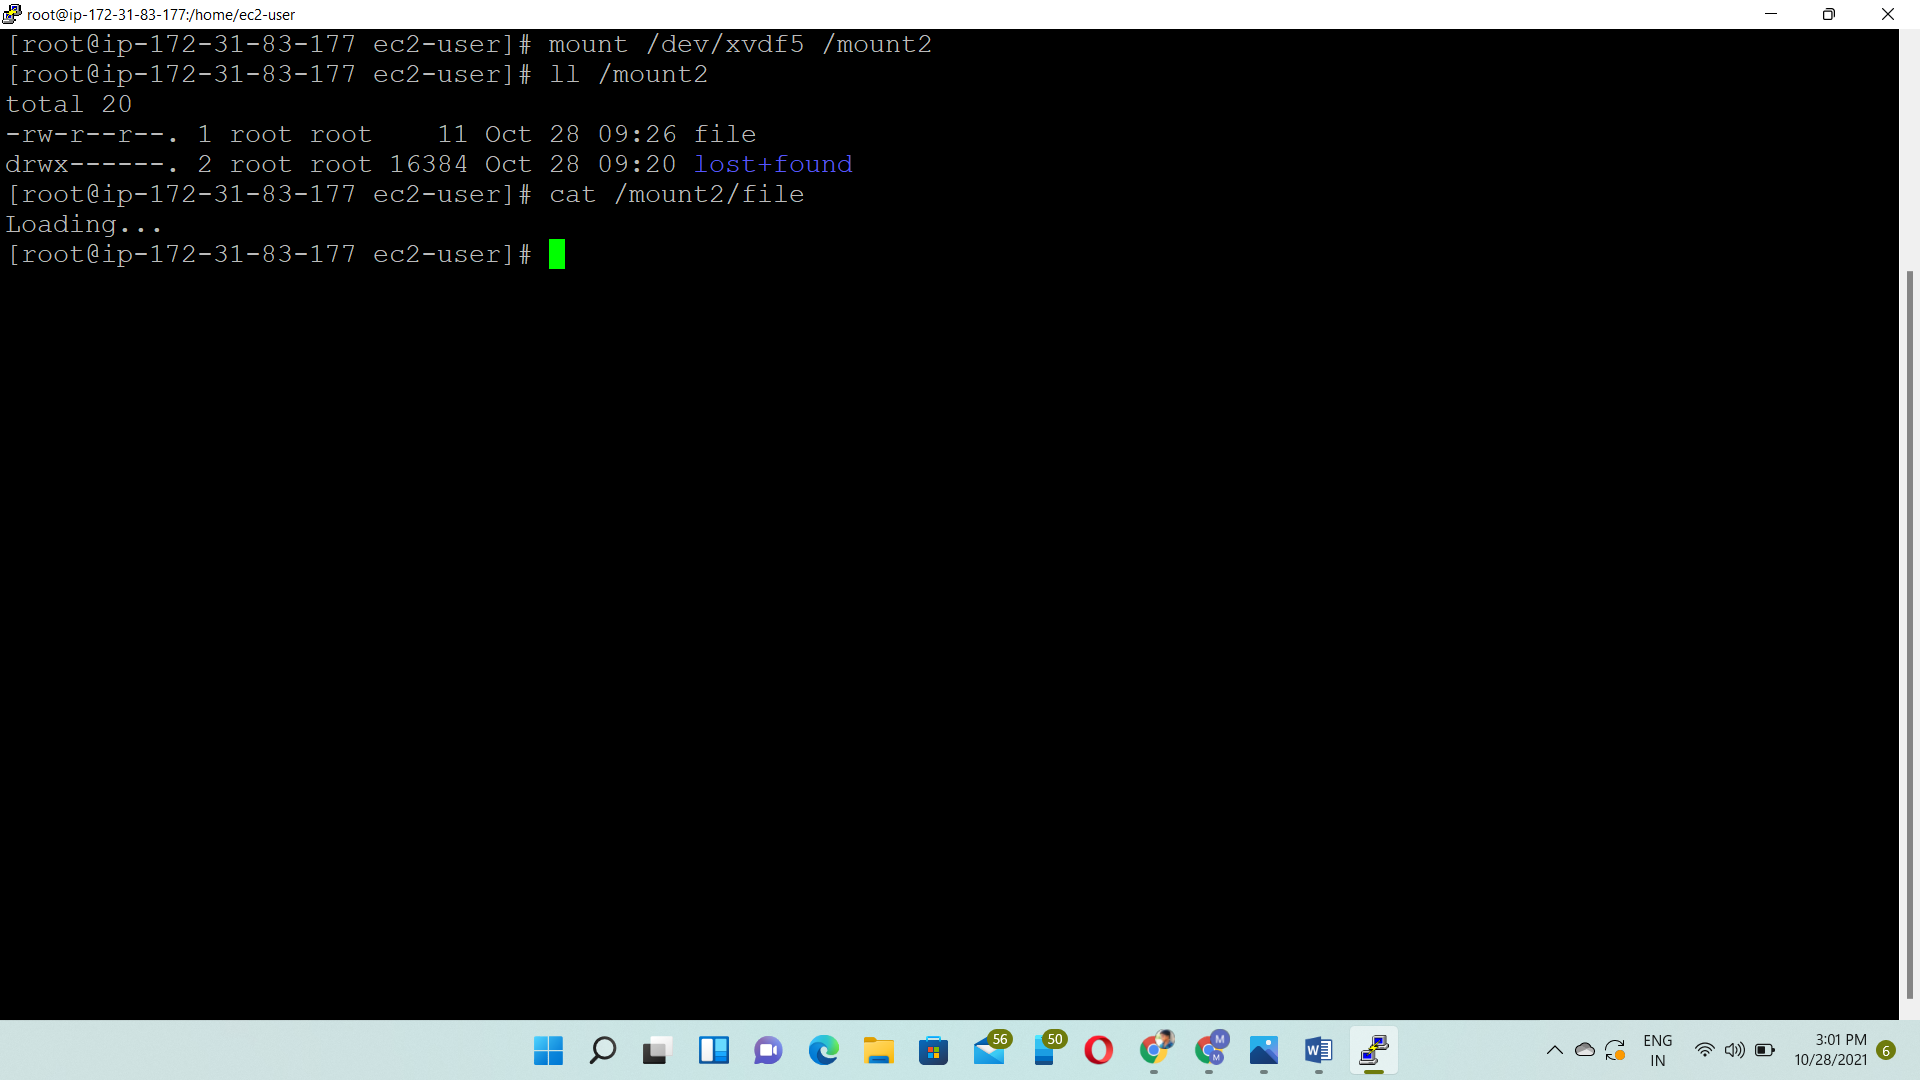 root@ip-172-31-83-177:/home/ec2-user
[root@ip-172-31-83-177 ec2-user]# mount /dev/xvdf5 /mount2
[root@ip-172-31-83-177 ec2-user]# ll /mount2
total 20
-rw-r--r--. 1 root root    11 Oct 28 09:26 file
drwx------. 2 root root 16384 Oct 28 09:20 lost+found
[root@ip-172-31-83-177 ec2-user]# cat /mount2/file
Loading...
[root@ip-172-31-83-177 ec2-user]#
56
50
M
M
W
ENG
IN
3:01 PM
10/28/2021
6